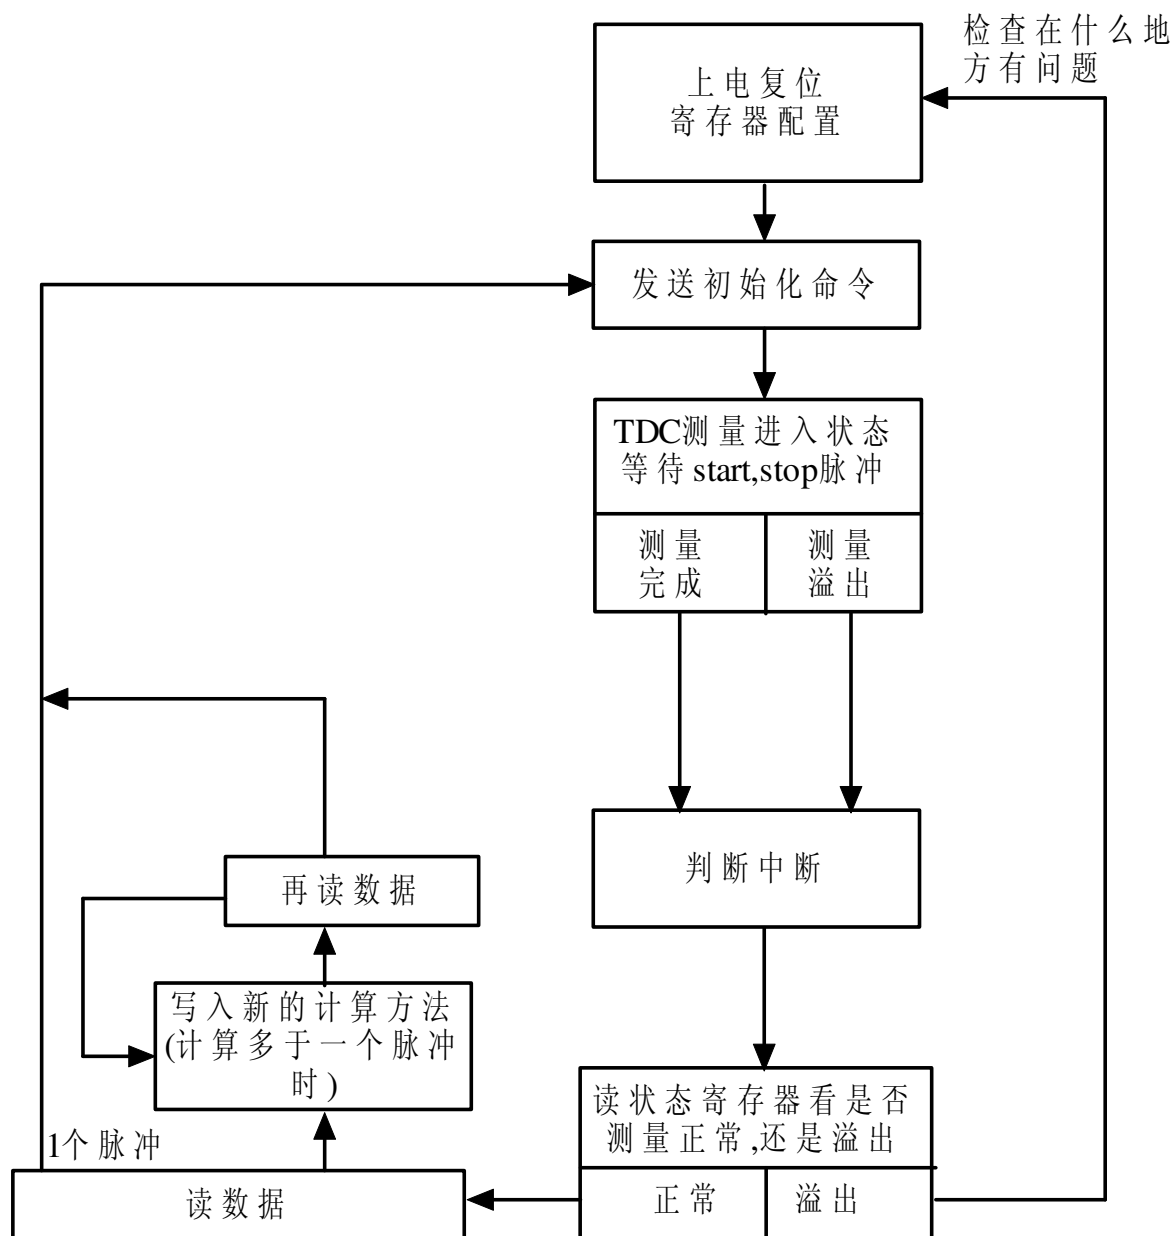 检查在什么地
方有问题
上电复位
寄存器配置
发送初始化命令
TDC测量进入状态
等待start,stop脉冲
测量
完成
测量
溢出
判断中断
再读数据
写入新的计算方法
(计算多于一个脉冲
时)
读状态寄存器看是否
测量正常,还是溢出
1个脉冲
读数据
正常
溢出